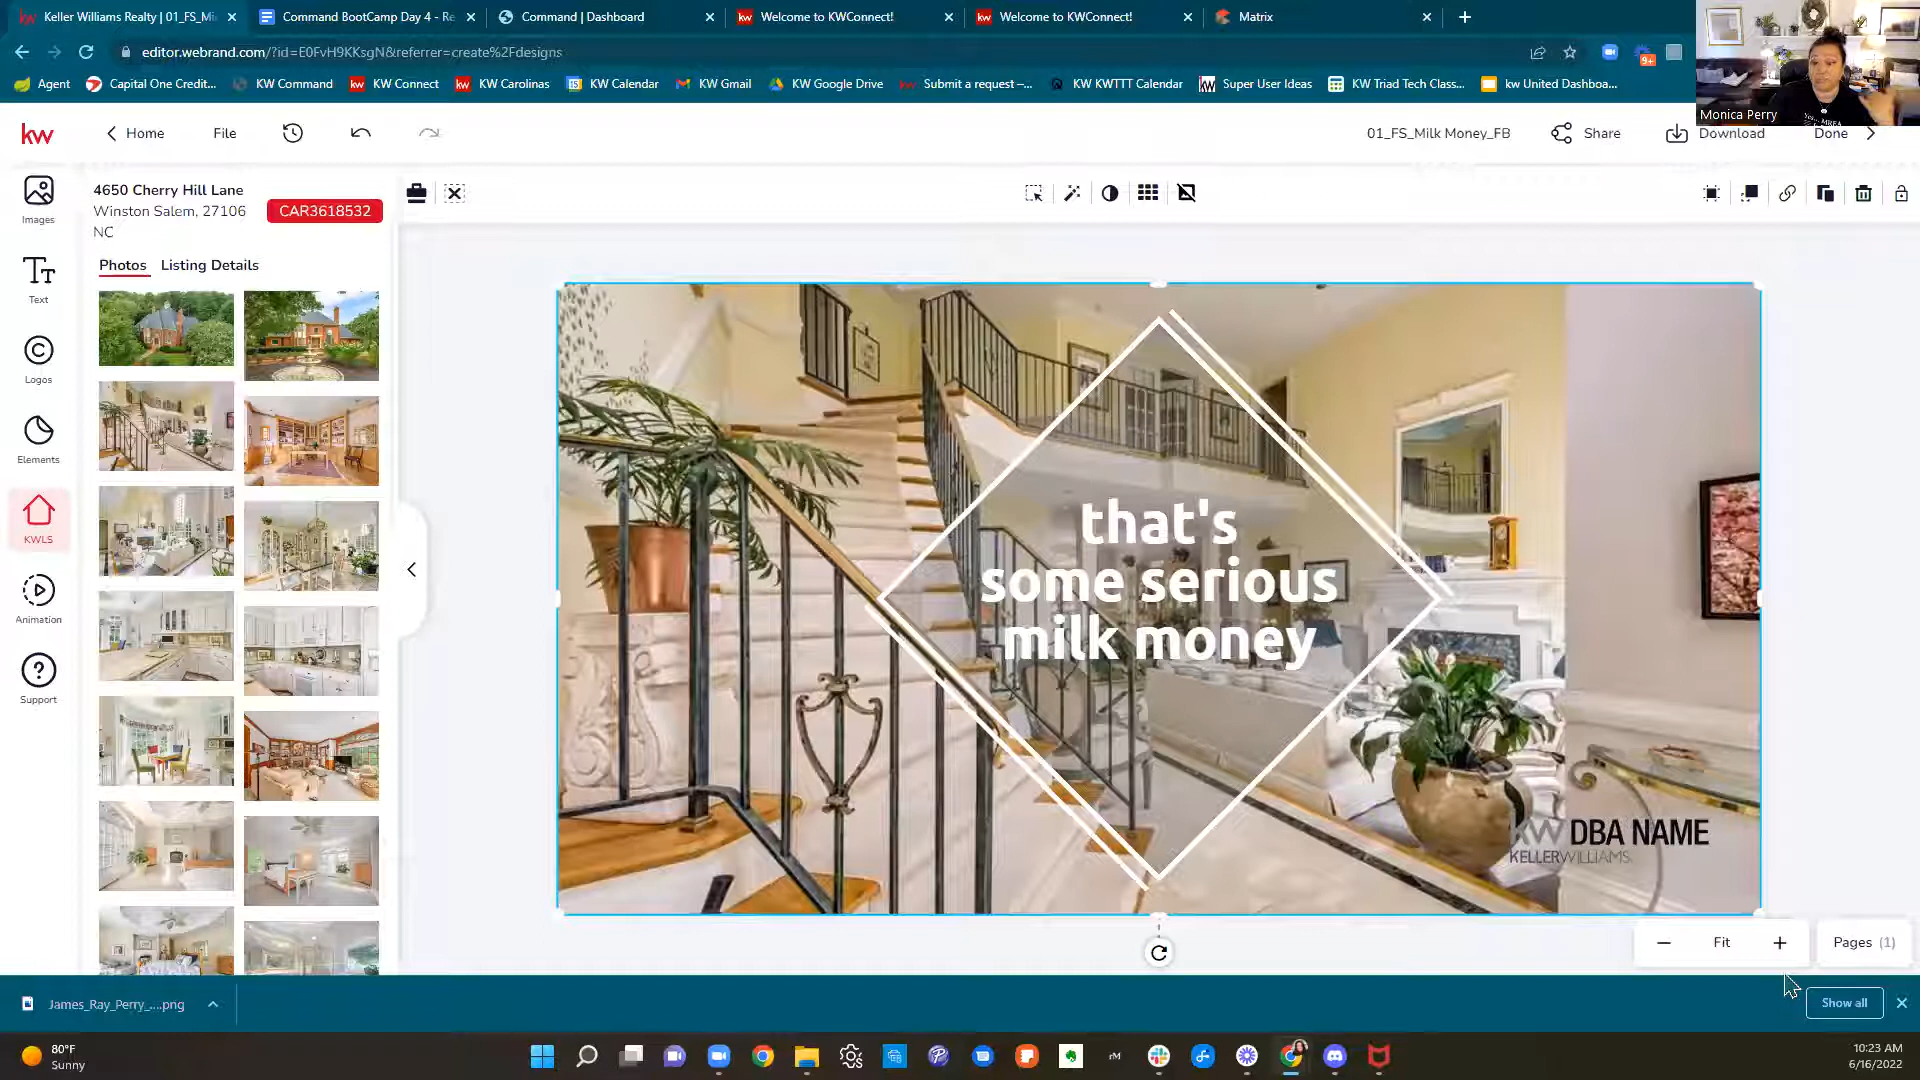 Keller Williams Realty | 01_FS_Mi
Command BootCamp Day 4 - Re
Command | Dashboard
Welcome to KWConnect!
Welcome to KWConnect!
Matrix
editor.webrand.com/?id=E0FvH9KKsgN&referrer=create%2Fdesigns
9+
Agent
Capital One Credit...
KW Command
KW Connect
KW Carolinas
KW Calendar
KW Gmail
KW Google Drive
Submit a request –...
KW KWTTT Calendar
Super User Ideas
KW Triad Tech Class...
kw United Dashboa...
Monica Perry
kw
Home
File
01_FS_Milk Money_FB
Share
Download
Done
Images
Text
Logos
Elements
KWLS
Animation
Support
4650 Cherry Hill Lane
Winston Salem, 27106
NC
CAR3618532
Photos
Listing Details
that's
some serious
milk money
KW DBA NAME
KELLERWILLIAMS.
Fit
Pages (1)
James_Ray_Perry_....png
Show all
80°F
Sunny
rM
10:23 AM
6/16/2022